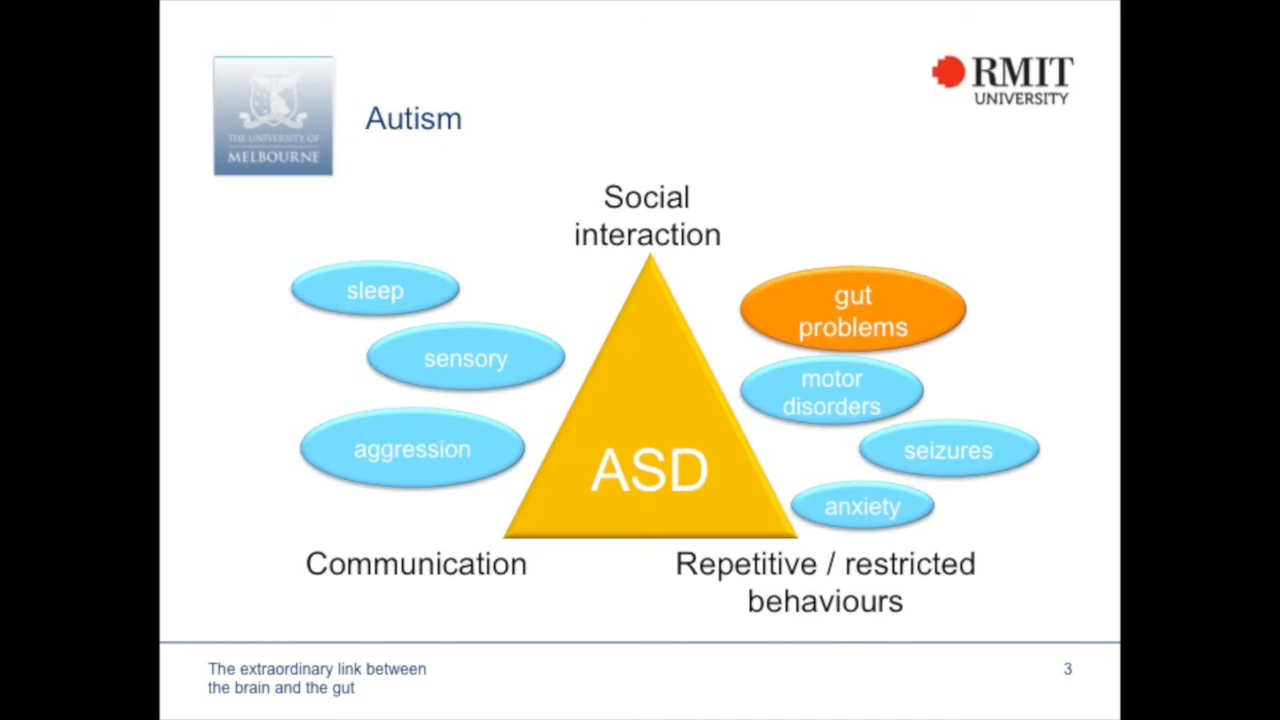 THE UNIVERSITY OF
MELBOURNE
Autism
RMIT
UNIVERSITY
Social
interaction
sleep
sensory
aggression
gut
problems
motor
disorders
seizures
anxiety
ASD
Communication
Repetitive / restricted
behaviours
The extraordinary link between
the brain and the gut
3